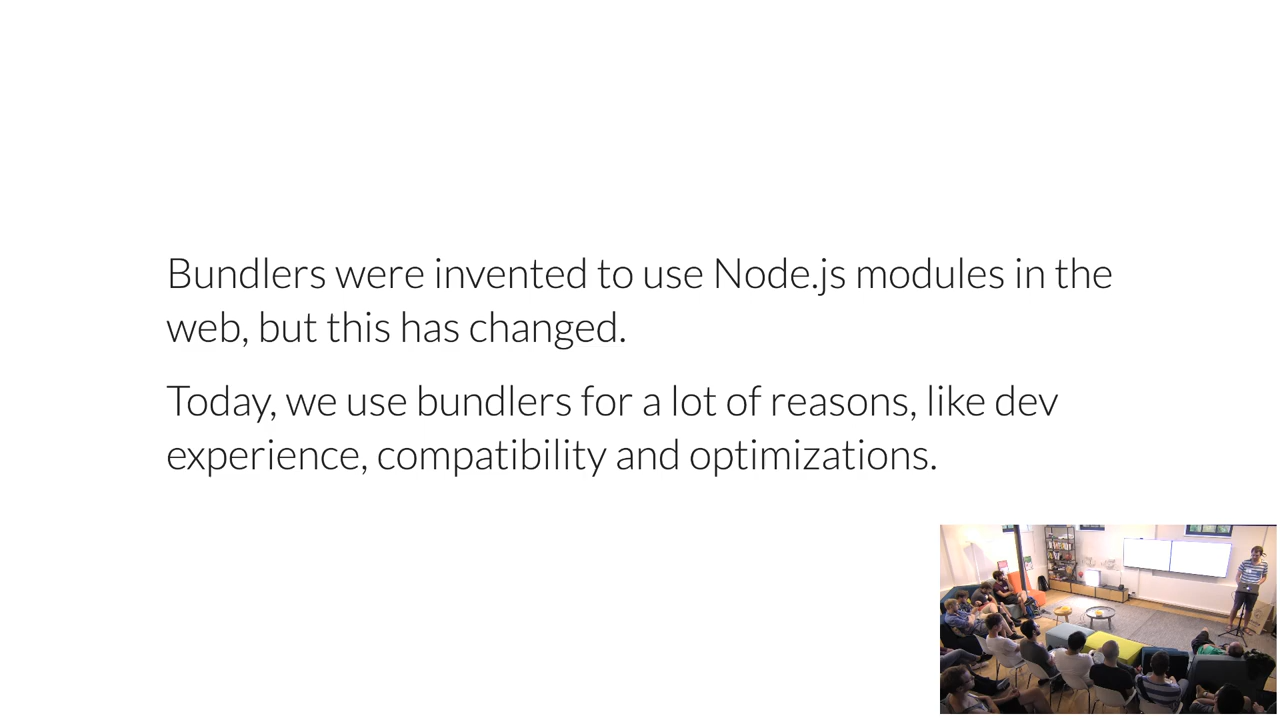 Bundlers were invented to use Node.js modules in the
web, but this has changed.
Today, we use bundlers for a lot of reasons, like dev
experience, compatibility and optimizations.